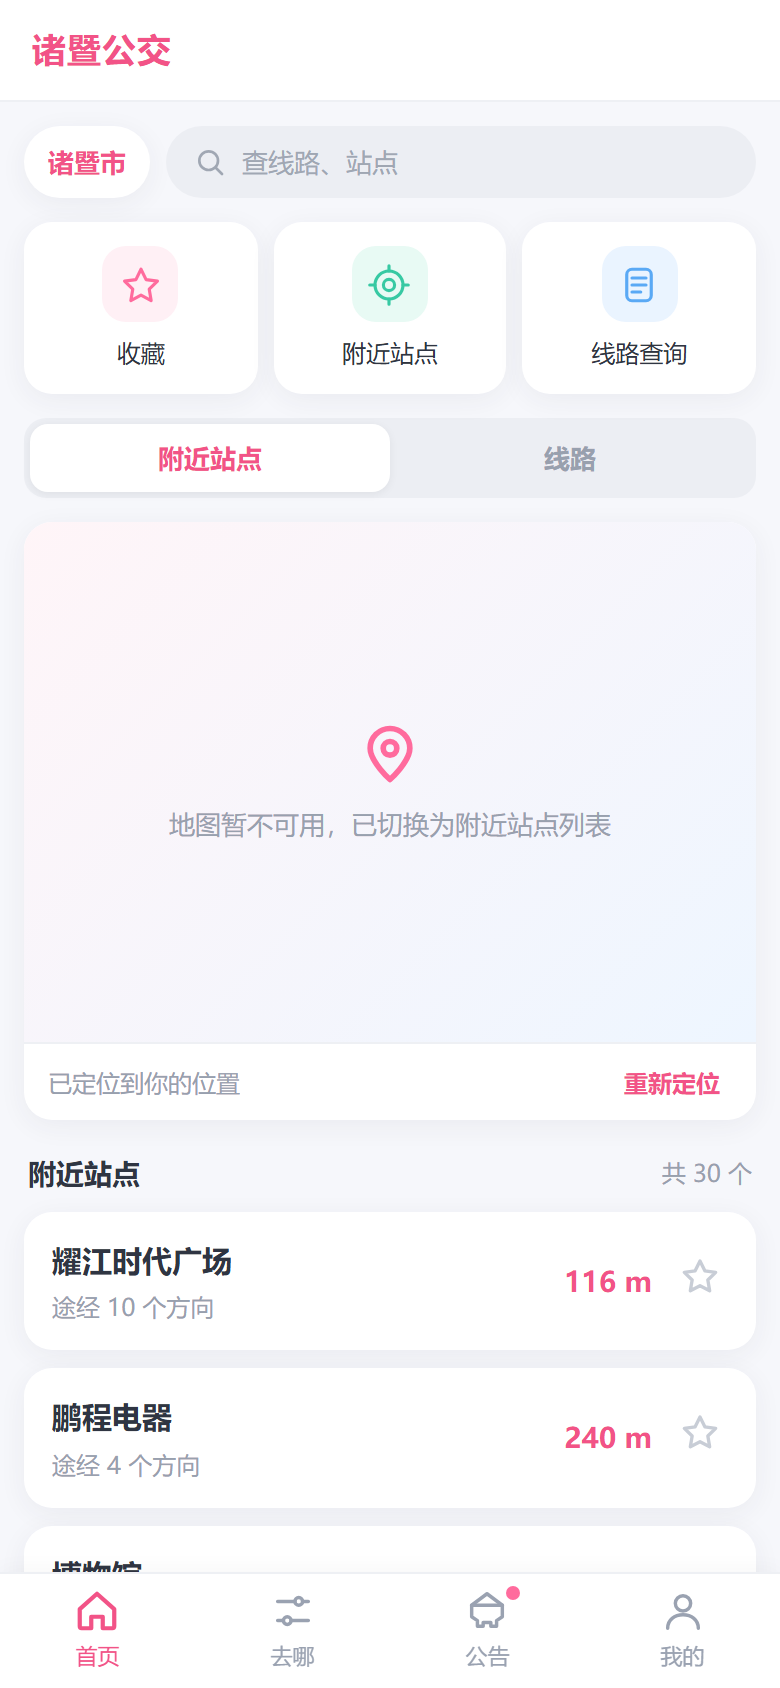 诸暨公交
诸暨市
查线路、站点
收藏
附近站点
线路查询
附近站点
线路
地图暂不可用，已切换为附近站点列表
已定位到你的位置
重新定位
附近站点
共 30 个
耀江时代广场
途经 10 个方向
116 m
鹏程电器
途经 4 个方向
240 m
博物馆
首页
去哪
公告
我的